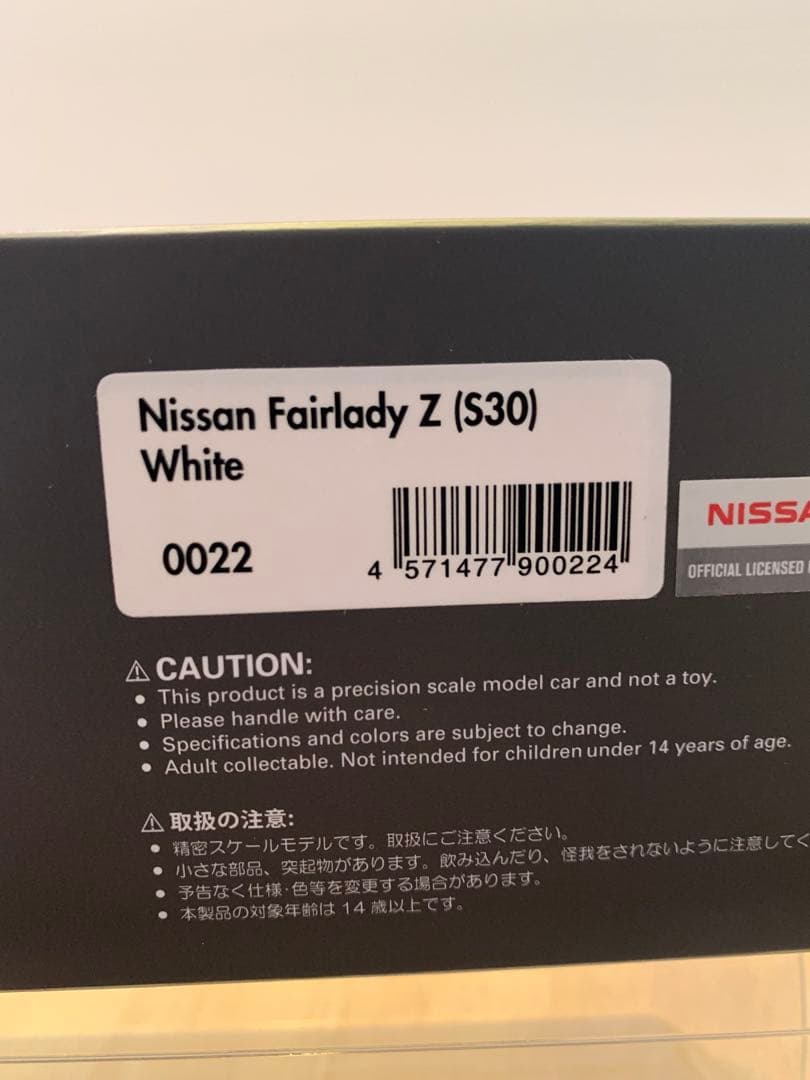 Nissan Fairlady Z (S30)
White
0022
4 571477 900224
NISSA
OFFICIAL LICENSED
⚠ CAUTION:
• This product is a precision scale model car and not a toy.
• Please handle with care.
• Specifications and colors are subject to change.
• Adult collectable. Not intended for children under 14 years of age.
⚠ 取扱の注意:
• 精密スケールモデルです。取扱にご注意ください。
• 小さな部品、突起物があります。飲み込んだり、怪我をされないように注意してく
• 予告なく仕様·色等を変更する場合があります。
• 本製品の対象年齢は 14 歳以上です。